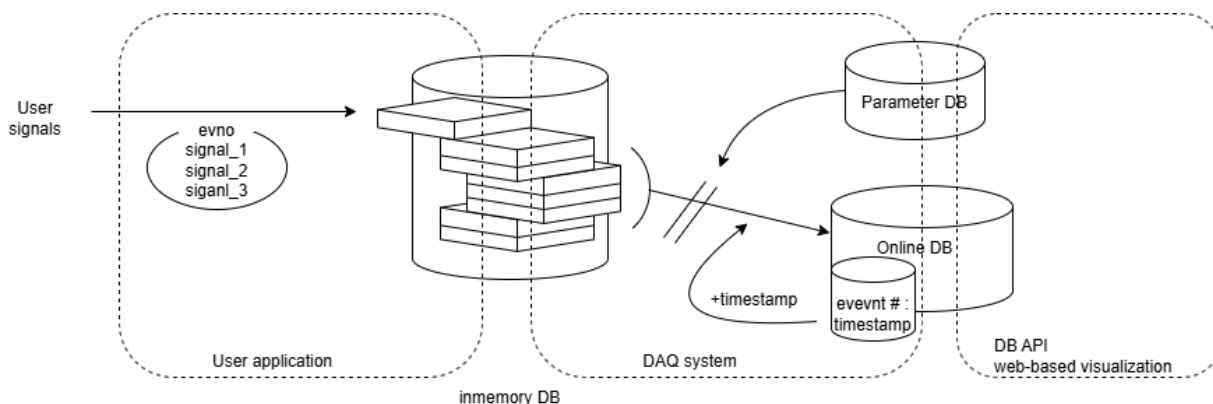 User
signals
evno
signal_1
signal_2
siganl_3
Parameter DB
Online DB
+timestamp
evevnt # :
timestamp
User application
DAQ system
DB API
web-based visualization
inmemory DB